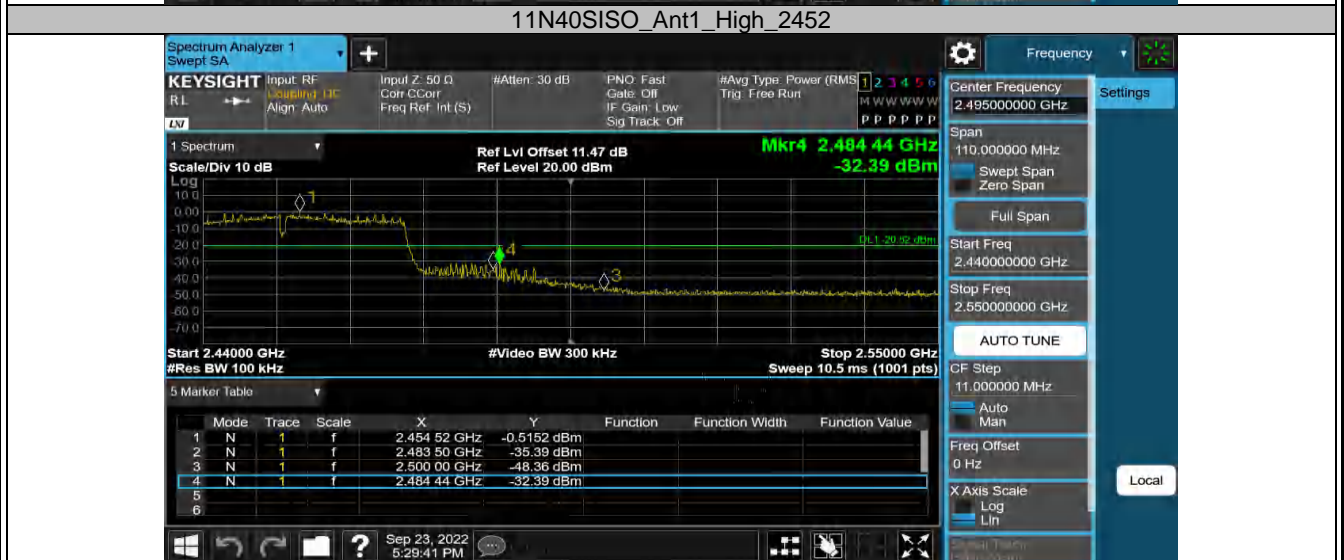 11N40SISO_Ant1_High_2452
Spectrum Analyzer 1
Swept SA
Frequency
KEYSIGHT
RL
LXI
Input: RF
Coupling: DC
Align: Auto
Input Z: 50 Ω
Corr CCorr
Freq Ref: Int (S)
#Atten: 30 dB
PNO: Fast
Gate: Off
IF Gain: Low
Sig Track: Off
#Avg Type: Power (RMS
Trig: Free Run
1 2 3 4 5 6
M W W W W W
P P P P P P
1 Spectrum
Scale/Div 10 dB
Ref Lvl Offset 11.47 dB
Ref Level 20.00 dBm
Mkr4 2.484 44 GHz
-32.39 dBm
Log
10.0
0.00
-10.0
-20.0
-30.0
-40.0
-50.0
-60.0
-70.0
1
4
3
DL1 -20.52 dBm
Start 2.44000 GHz
#Video BW 300 kHz
Stop 2.55000 GHz
#Res BW 100 kHz
Sweep 10.5 ms (1001 pts)
5 Marker Table
Mode Trace Scale X Y Function Function Width Function Value
1 N 1 f 2.454 52 GHz -0.5152 dBm
2 N 1 f 2.483 50 GHz -35.39 dBm
3 N 1 f 2.500 00 GHz -48.36 dBm
4 N 1 f 2.484 44 GHz -32.39 dBm
5
6
Sep 23, 2022
5:29:41 PM
Center Frequency
2.495000000 GHz
Settings
Span
110.000000 MHz
Swept Span
Zero Span
Full Span
Start Freq
2.440000000 GHz
Stop Freq
2.550000000 GHz
AUTO TUNE
CF Step
11.000000 MHz
Auto
Man
Freq Offset
0 Hz
X Axis Scale
Log
Lin
Local